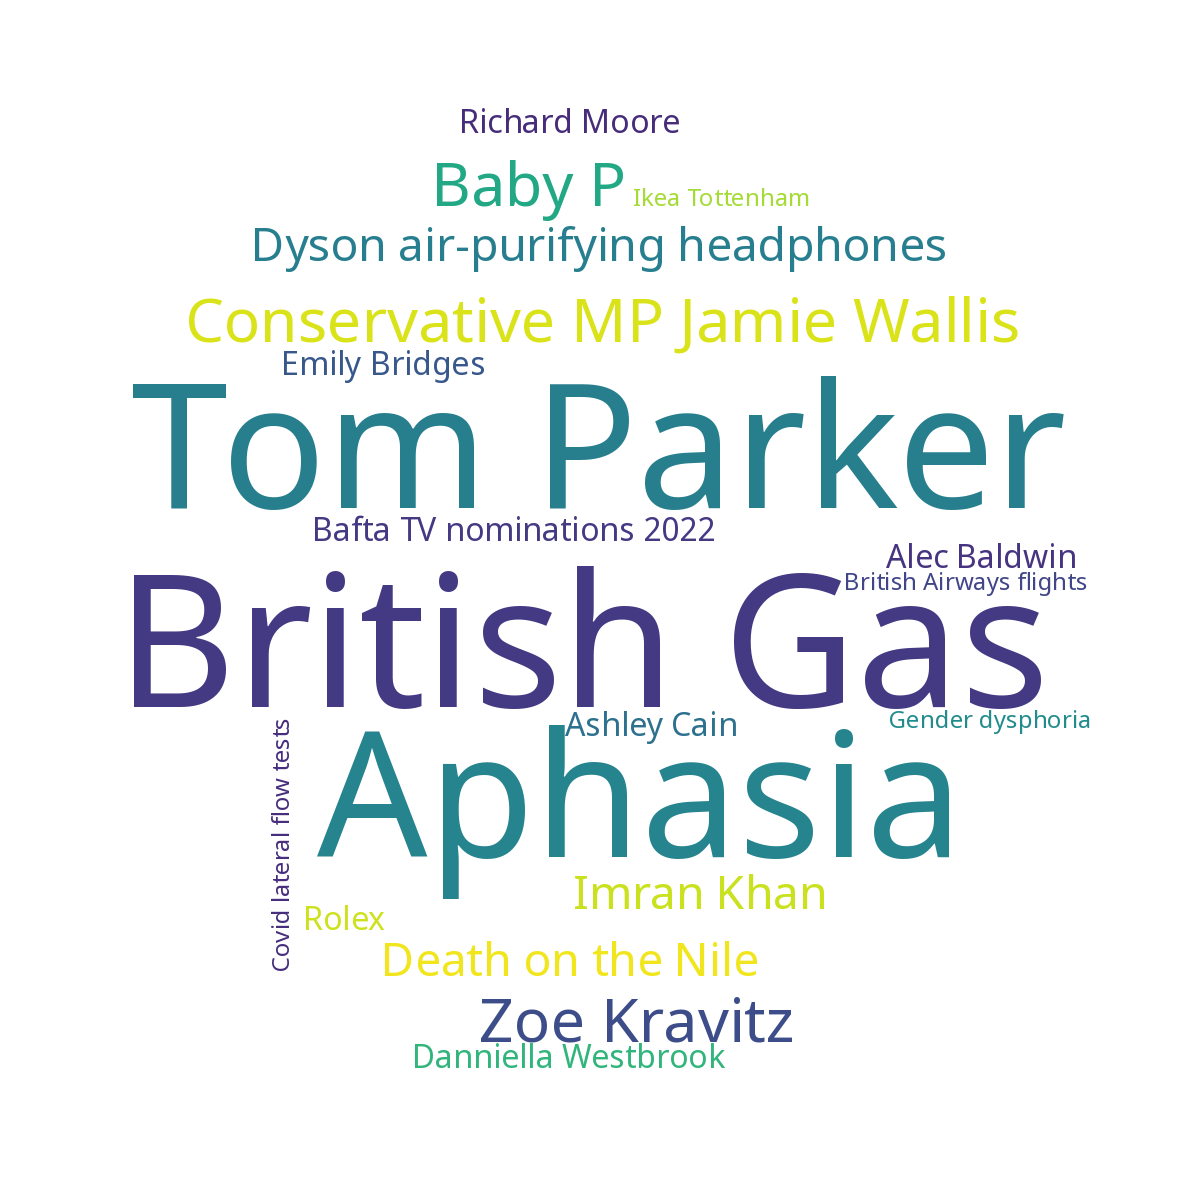 Richard Moore
Baby P
Ikea Tottenham
Dyson air-purifying headphones
Conservative MP Jamie Wallis
Emily Bridges
Tom Parker
Bafta TV nominations 2022
Alec Baldwin
British Airways flights
British Gas
Ashley Cain
Gender dysphoria
Aphasia
Covid lateral flow tests
Imran Khan
Rolex
Death on the Nile
Zoe Kravitz
Danniella Westbrook